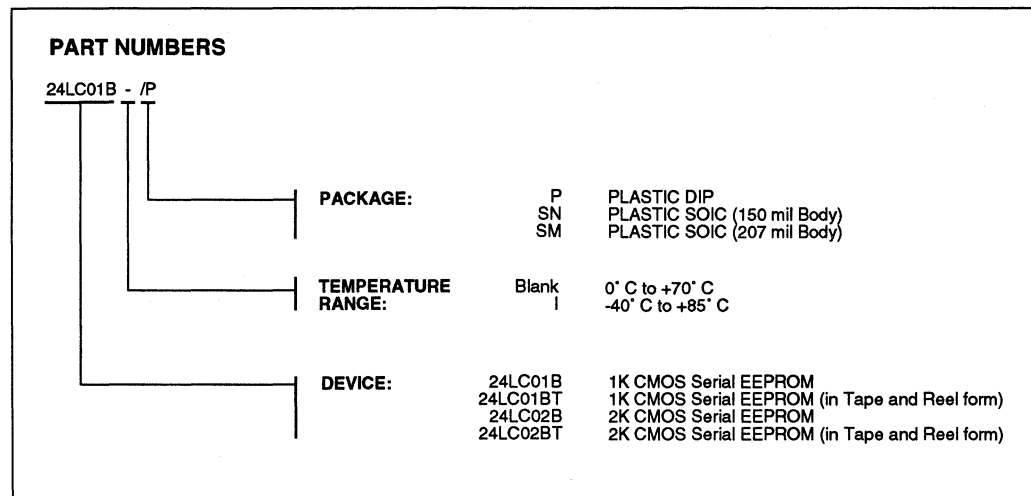 PART NUMBERS
24LC01B - /P
PACKAGE: P PLASTIC DIP
SN PLASTIC SOIC (150 mil Body)
SM PLASTIC SOIC (207 mil Body)
TEMPERATURE RANGE: Blank 0° C to +70° C
I -40° C to +85° C
DEVICE: 24LC01B 1K CMOS Serial EEPROM
24LC01BT 1K CMOS Serial EEPROM (in Tape and Reel form)
24LC02B 2K CMOS Serial EEPROM
24LC02BT 2K CMOS Serial EEPROM (in Tape and Reel form)